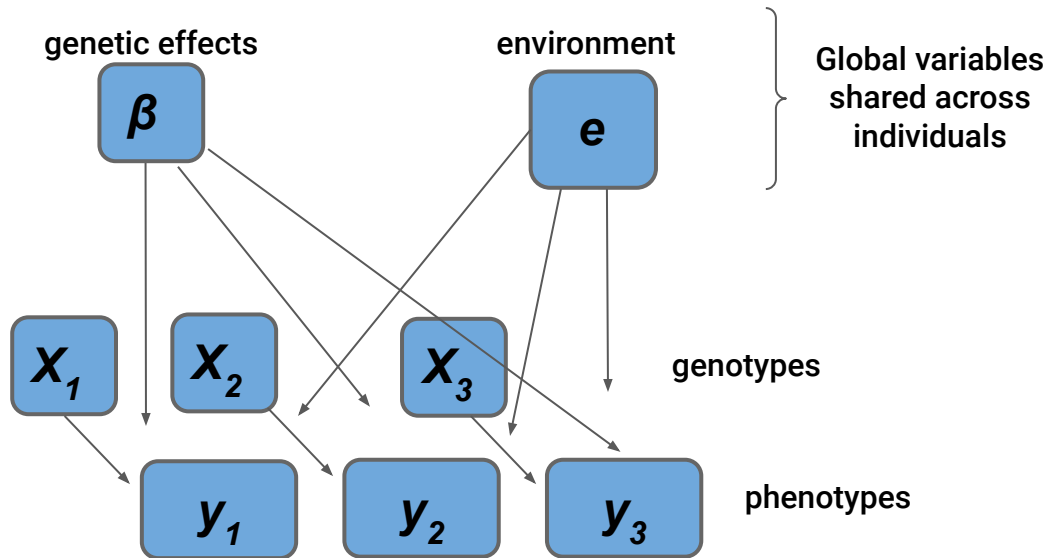 genetic effects
environment
Global variables
shared across
individuals
β
e
X1
X2
X3
genotypes
y1
y2
y3
phenotypes